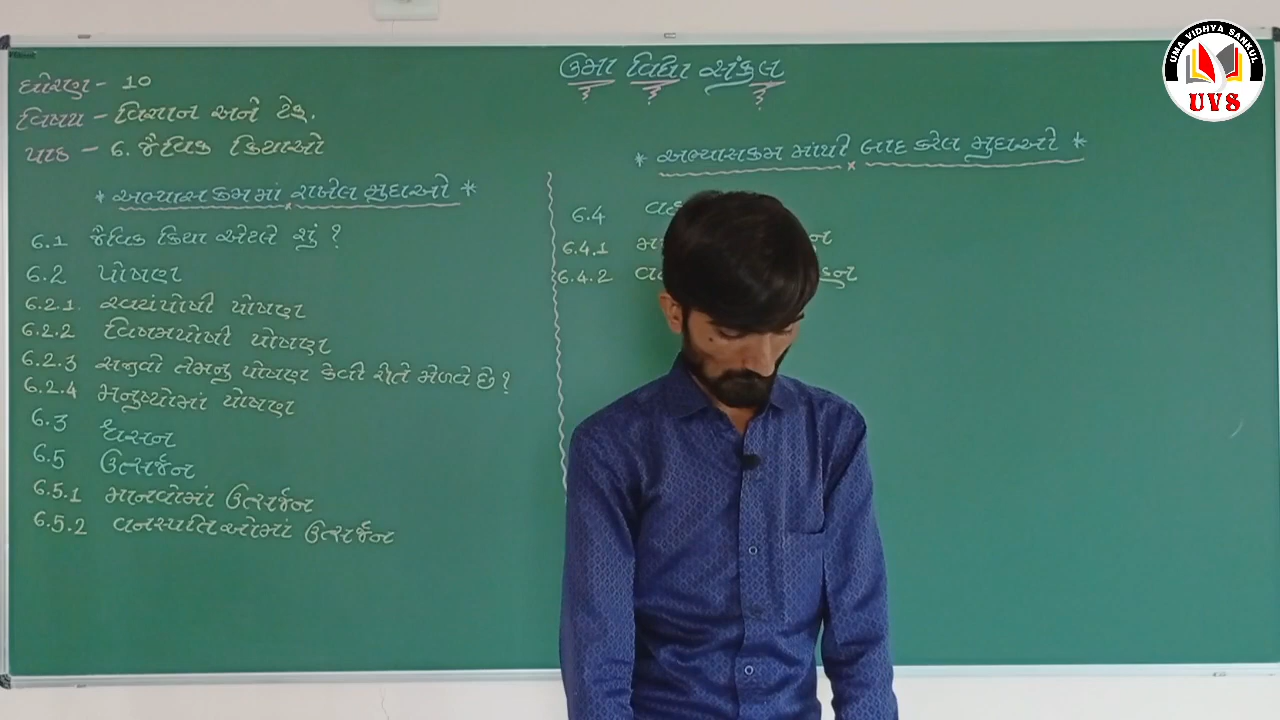 ઉમા વિદ્યા સંકુલ
UMA VIDHYA SANKUL
UVS
ધોરણ - 10
વિષય - વિજ્ઞાન અને ટેક.
પાઠ - 6. જૈવિક ક્રિયાઓ
* અભ્યાસક્રમમાં રાખેલ મુદ્દાઓ *
6.1 જૈવિક ક્રિયા એટલે શું ?
6.2 પોષણ
6.2.1. સ્વયંપોષી પોષણ
6.2.2 વિષમપોષી પોષણ
6.2.3 સજીવો તેમનુ પોષણ કેવી રીતે મેળવે છે ?
6.2.4 મનુષ્યોમાં પોષણ
6.3 શ્વસન
6.5 ઉત્સર્જન
6.5.1 માનવોમાં ઉત્સર્જન
6.5.2 વનસ્પતિઓમાં ઉત્સર્જન
* અભ્યાસક્રમ માંથી બાદ કરેલ મુદ્દાઓ *
6.4
6.4.1
6.4.2